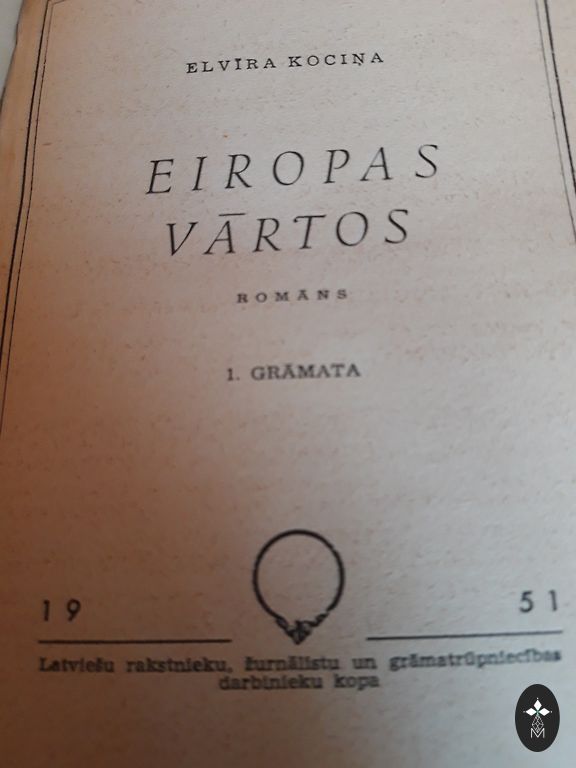 ELVĪRA KOCIŅA
EIROPAS
VĀRTOS
ROMĀNS
1. GRĀMATA
19 51
Latviešu rakstnieku, žurnālistu un grāmatrūpniecības
darbinieku kopa
M